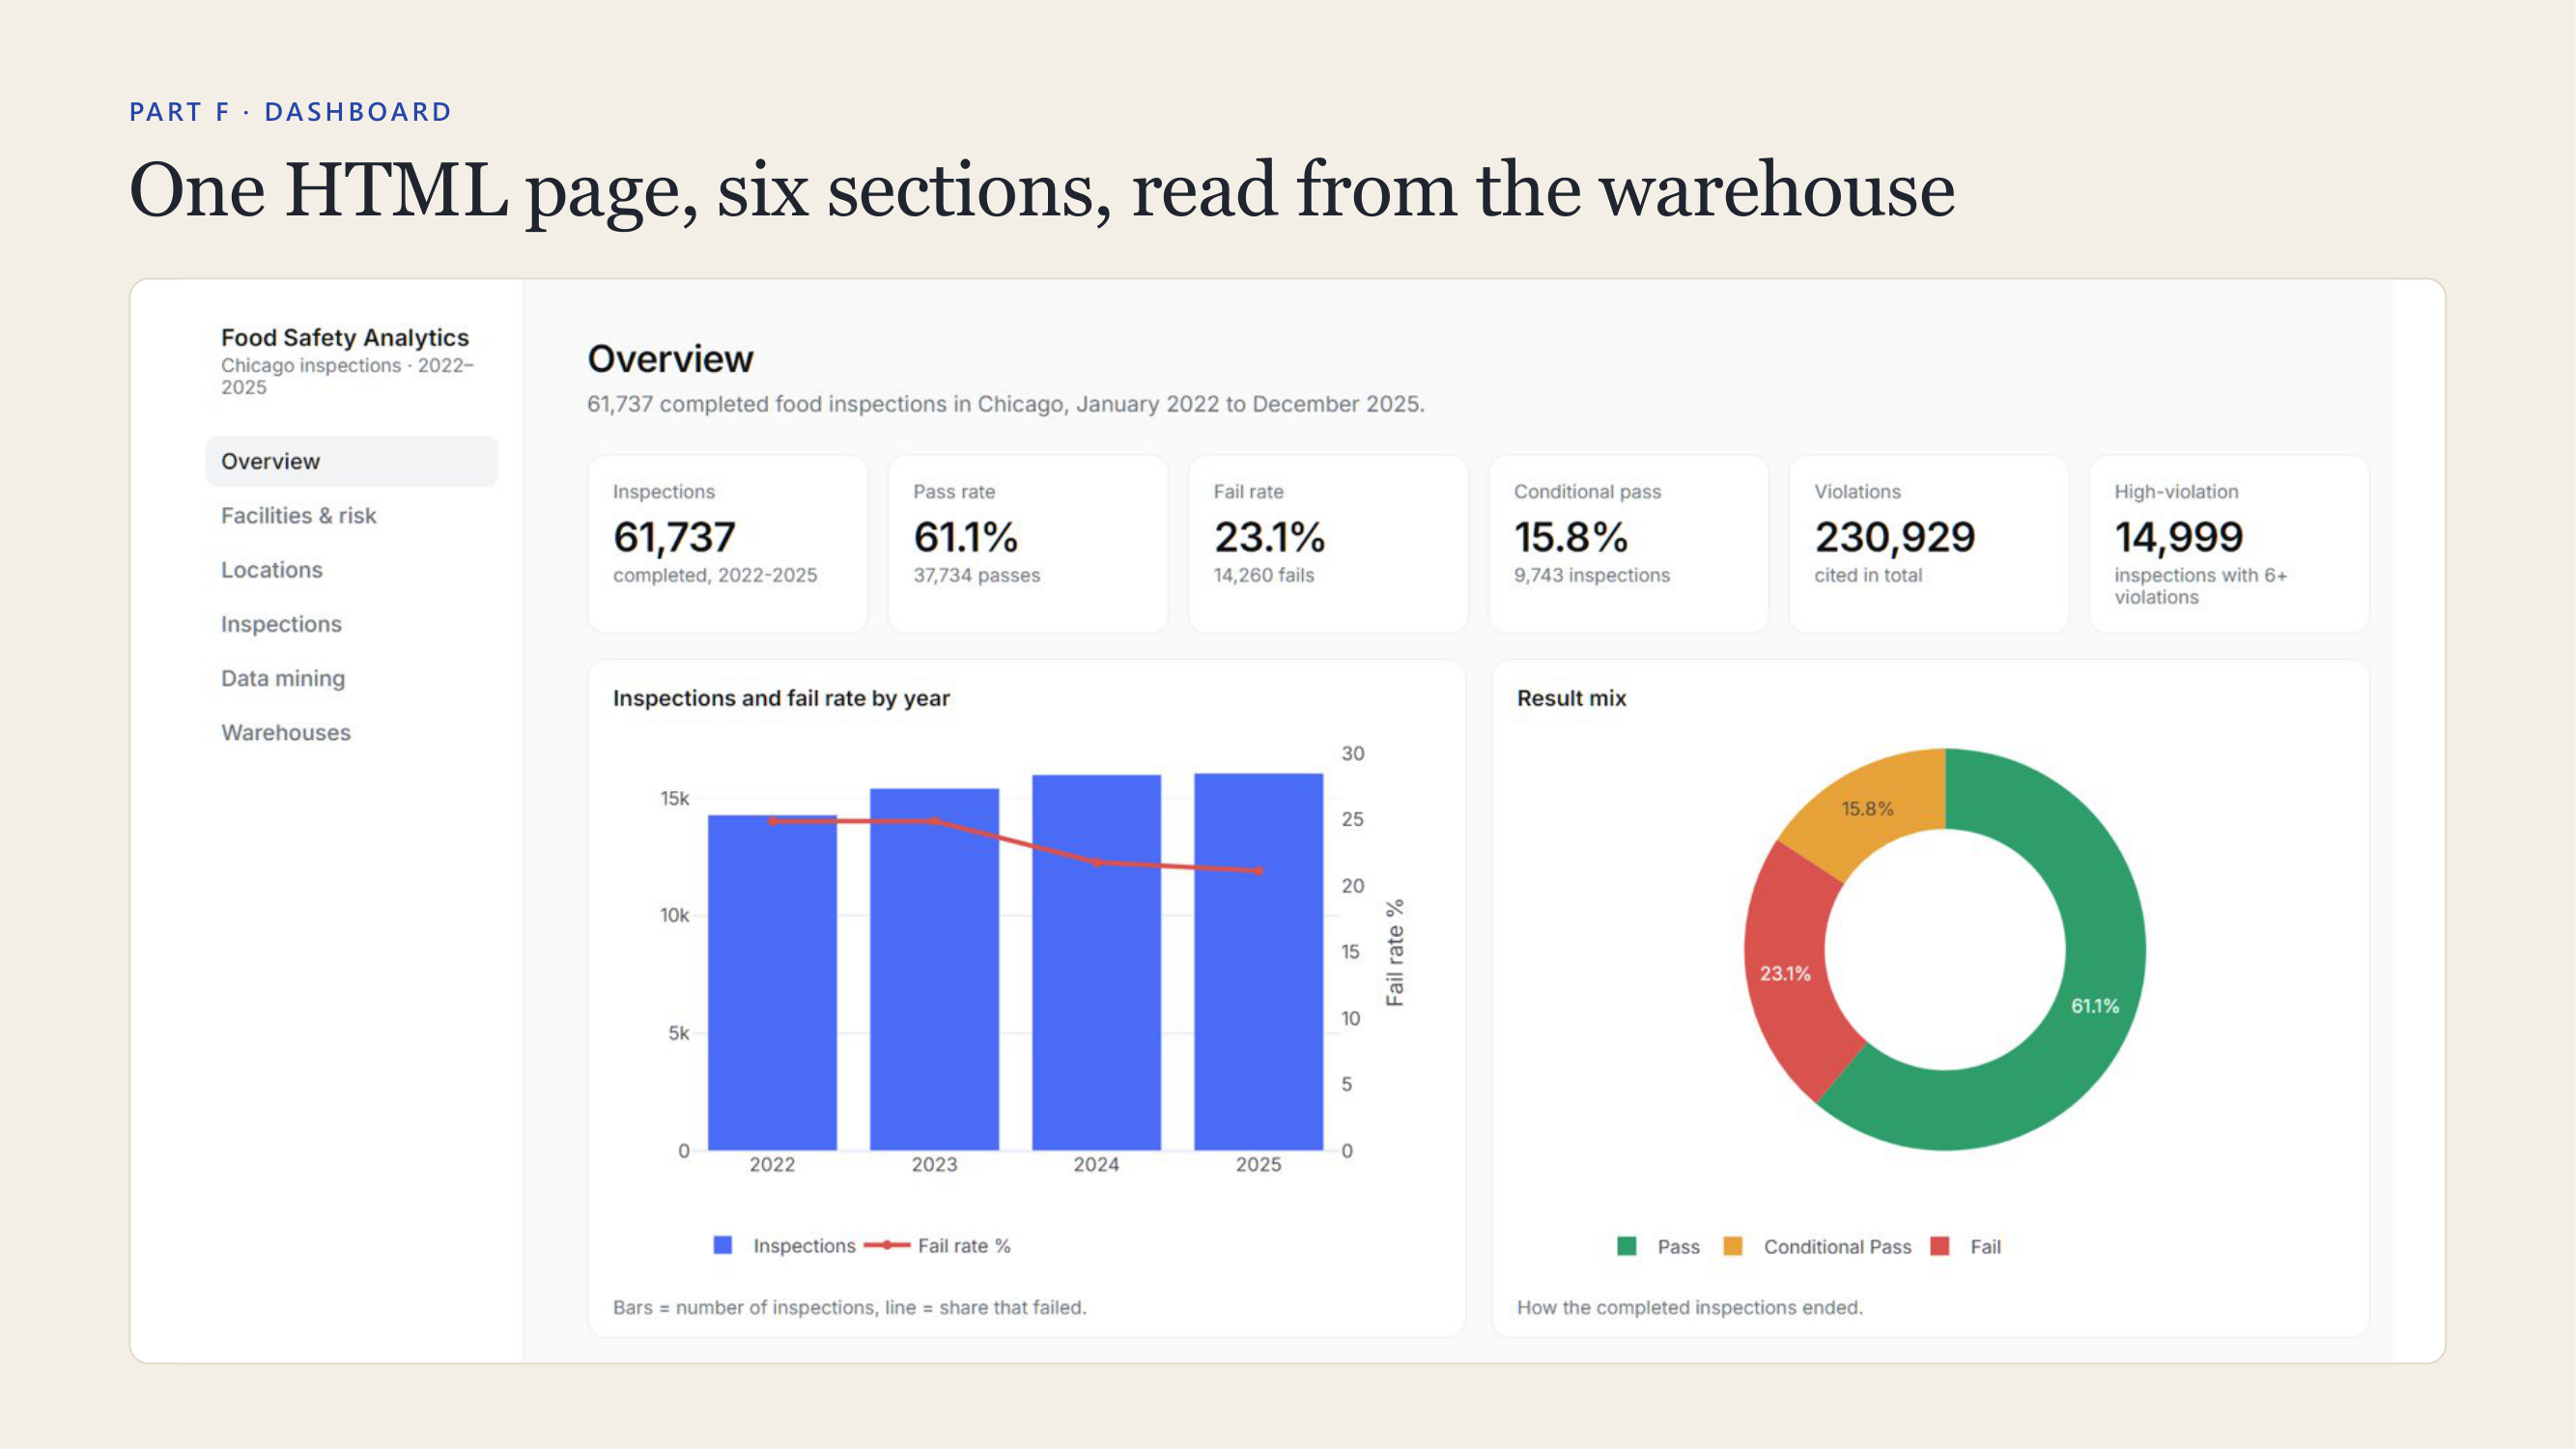 PART F · DASHBOARD
One HTML page, six sections, read from the warehouse
Food Safety Analytics
Chicago inspections · 2022–
2025
Overview
Facilities & risk
Locations
Inspections
Data mining
Warehouses
Overview
61,737 completed food inspections in Chicago, January 2022 to December 2025.
Inspections
61,737
completed, 2022-2025
Pass rate
61.1%
37,734 passes
Fail rate
23.1%
14,260 fails
Conditional pass
15.8%
9,743 inspections
Violations
230,929
cited in total
High-violation
14,999
inspections with 6+
violations
Inspections and fail rate by year
15k
10k
5k
0
30
25
20
15
10
5
0
Fail rate %
2022 2023 2024 2025
Inspections Fail rate %
Bars = number of inspections, line = share that failed.
Result mix
15.8%
23.1%
61.1%
Pass Conditional Pass Fail
How the completed inspections ended.